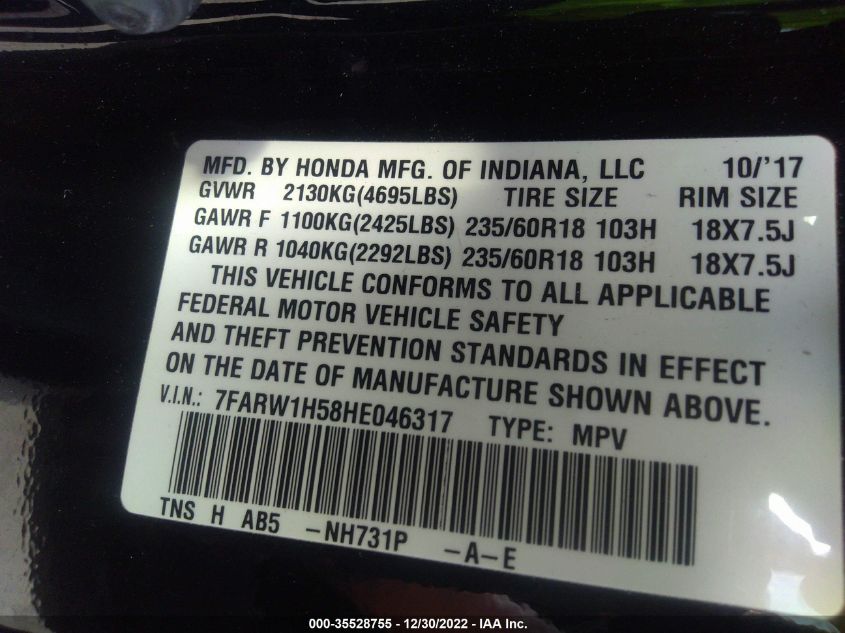 MFD. BY HONDA MFG. OF INDIANA, LLC 10/'17
GVWR 2130KG(4695LBS) TIRE SIZE RIM SIZE
GAWR F 1100KG(2425LBS) 235/60R18 103H 18X7.5J
GAWR R 1040KG(2292LBS) 235/60R18 103H 18X7.5J
THIS VEHICLE CONFORMS TO ALL APPLICABLE
FEDERAL MOTOR VEHICLE SAFETY
AND THEFT PREVENTION STANDARDS IN EFFECT
ON THE DATE OF MANUFACTURE SHOWN ABOVE.
V.I.N.: 7FARW1H58HE046317 TYPE: MPV
TNS H AB5 -NH731P -A-E
000-35528755 - 12/30/2022 - IAA Inc.